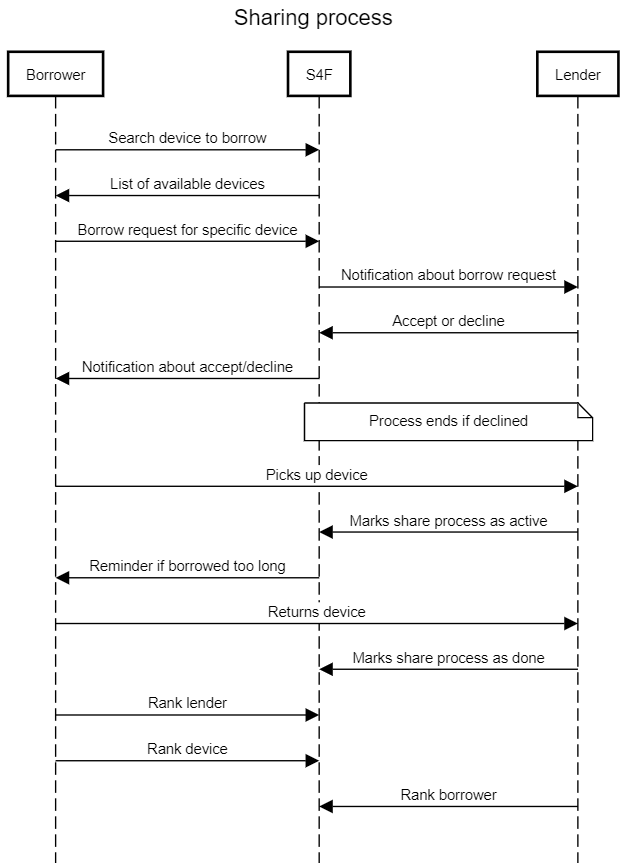 Sharing process
Borrower
S4F
Lender
Search device to borrow
List of available devices
Borrow request for specific device
Notification about borrow request
Accept or decline
Notification about accept/decline
Process ends if declined
Picks up device
Marks share process as active
Reminder if borrowed too long
Returns device
Marks share process as done
Rank lender
Rank device
Rank borrower